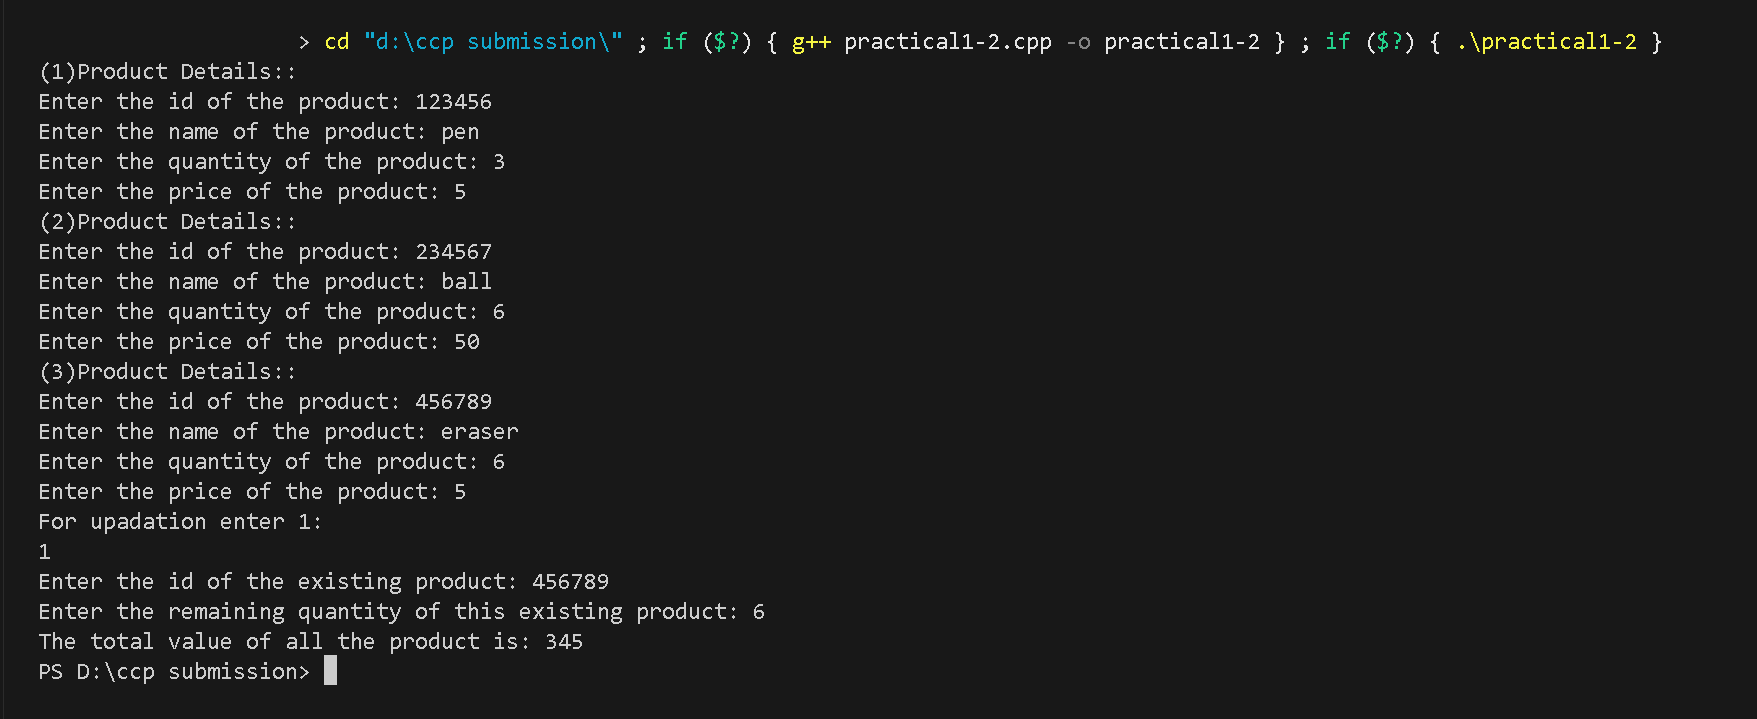 > cd "d:\ccp submission\" ; if ($?) { g++ practical1-2.cpp -o practical1-2 } ; if ($?) { .\practical1-2 }
(1)Product Details::
Enter the id of the product: 123456
Enter the name of the product: pen
Enter the quantity of the product: 3
Enter the price of the product: 5
(2)Product Details::
Enter the id of the product: 234567
Enter the name of the product: ball
Enter the quantity of the product: 6
Enter the price of the product: 50
(3)Product Details::
Enter the id of the product: 456789
Enter the name of the product: eraser
Enter the quantity of the product: 6
Enter the price of the product: 5
For upadation enter 1:
1
Enter the id of the existing product: 456789
Enter the remaining quantity of this existing product: 6
The total value of all the product is: 345
PS D:\ccp submission>